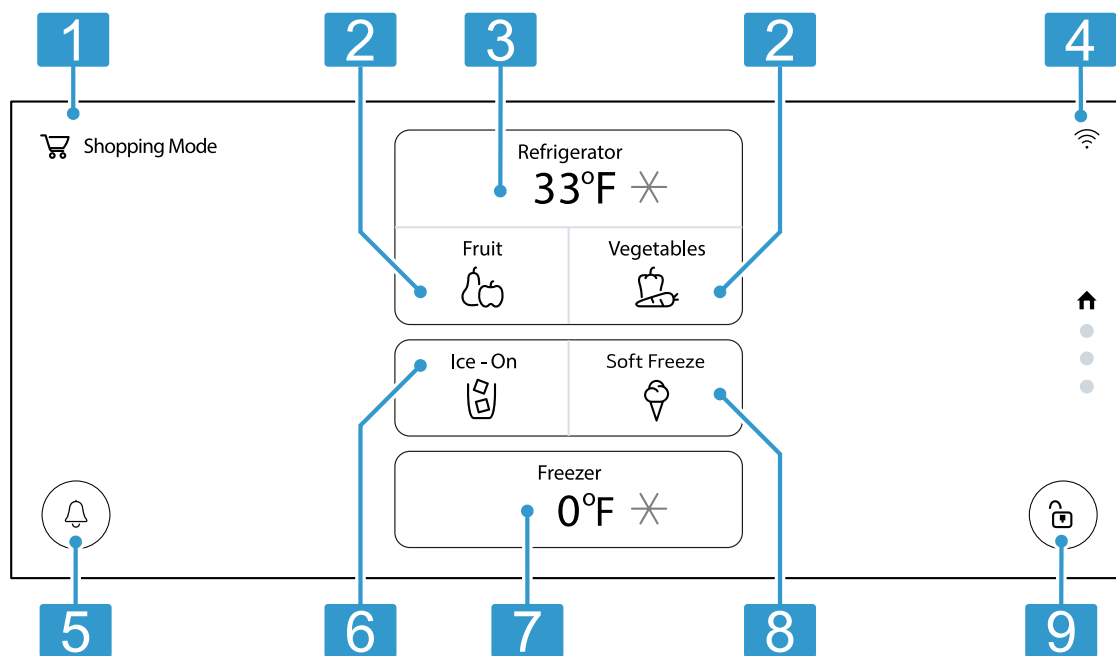 1
2
3
2
4
Shopping Mode
Refrigerator
33°F
Fruit
Vegetables
Ice - On
Soft Freeze
Freezer
0°F
5
6
7
8
9